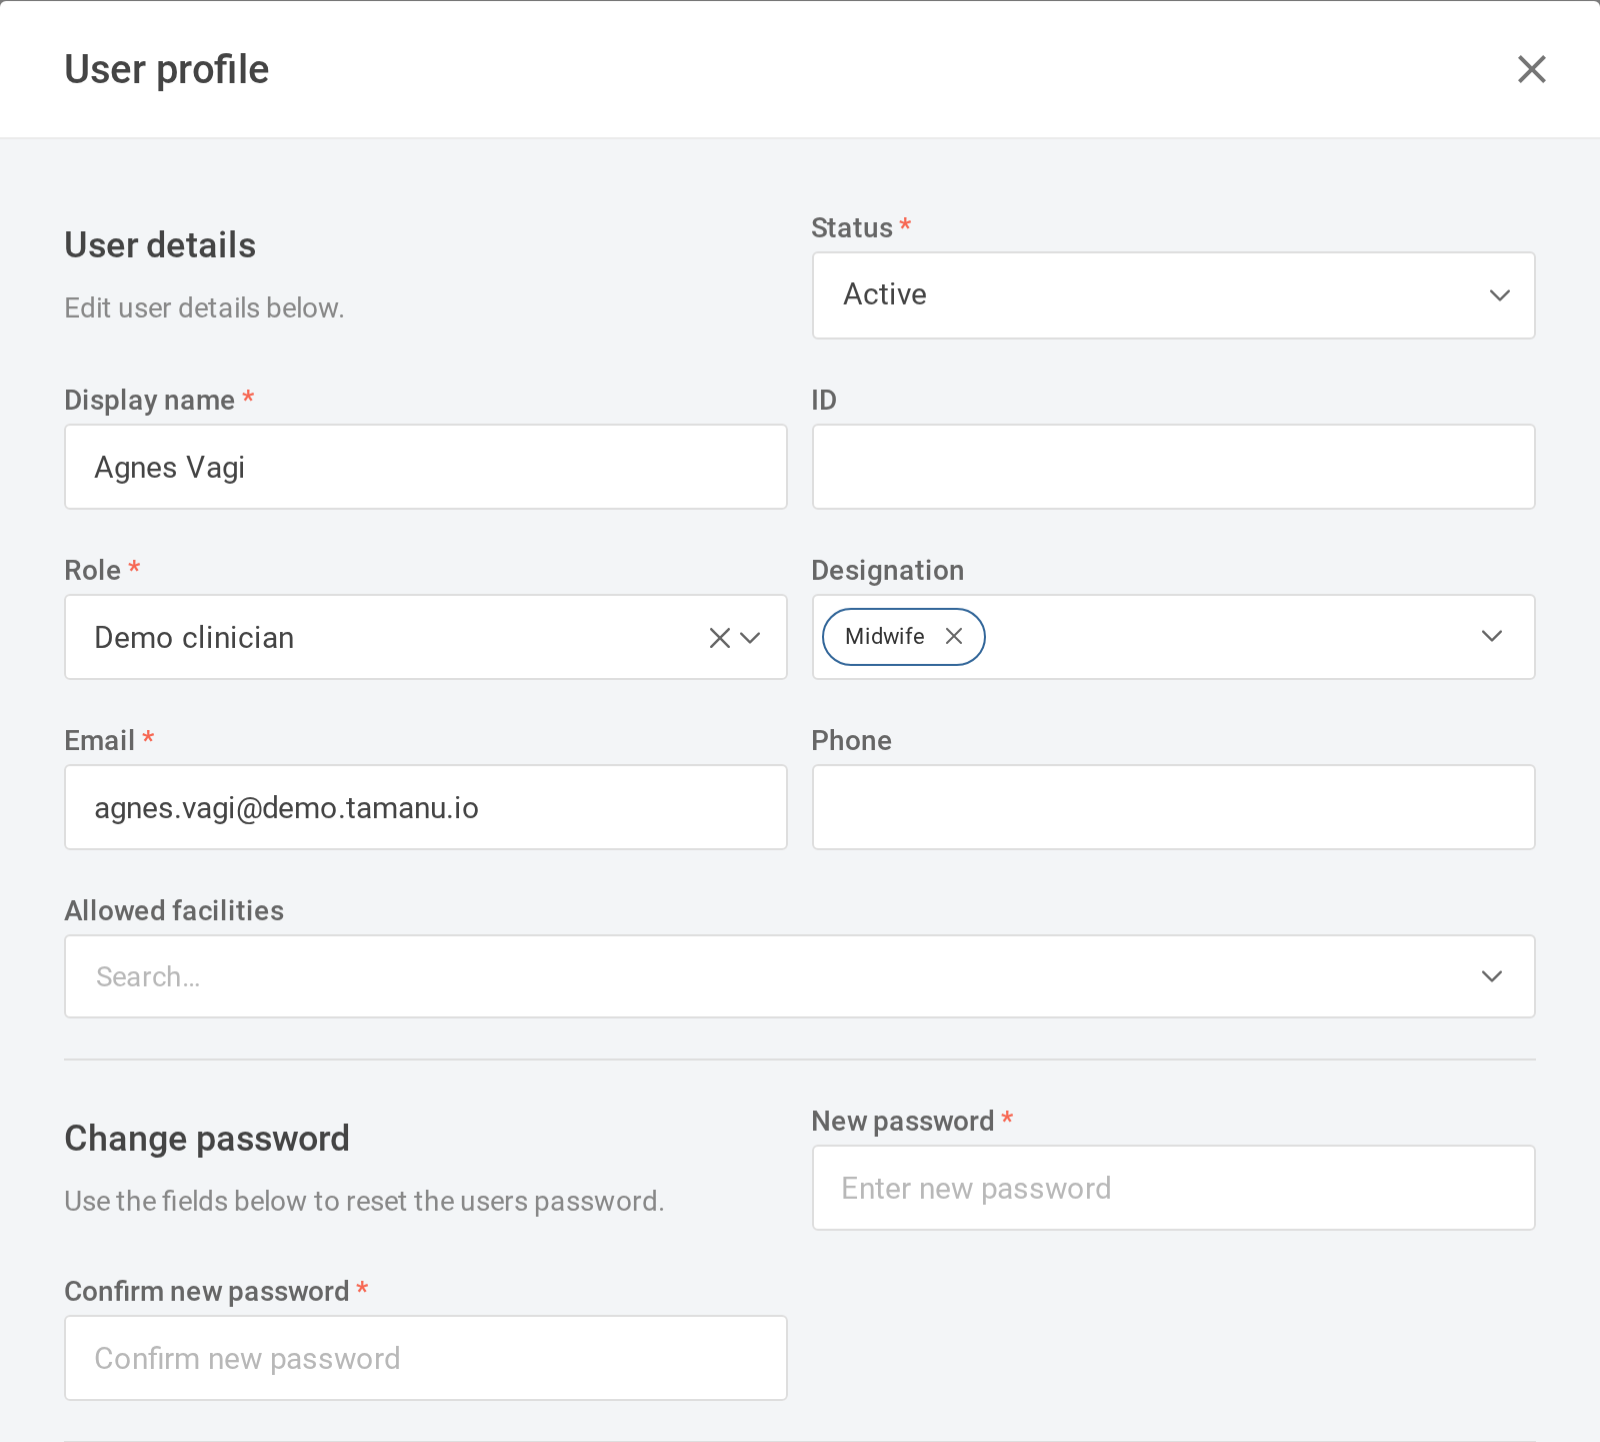 User profile
User details
Edit user details below.
Status *
Active
Display name *
Agnes Vagi
ID
Role *
Demo clinician
Designation
Midwife
Email *
agnes.vagi@demo.tamanu.io
Phone
Allowed facilities
Search...
Change password
Use the fields below to reset the users password.
New password *
Enter new password
Confirm new password *
Confirm new password